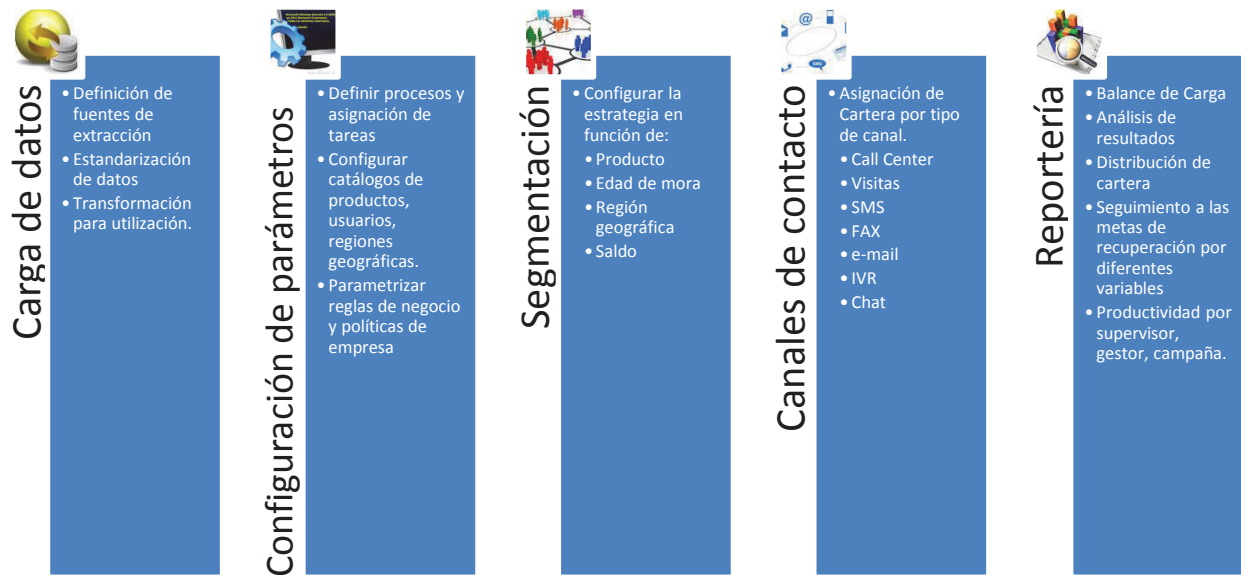 Carga de datos
• Definición de
fuentes de
extracción
• Estandarización
de datos
• Transformación
para utilización.
Configuración de parámetros
• Definir procesos y
asignación de
tareas
• Configurar
catálogos de
productos,
usuarios,
regiones
geográficas.
• Parametrizar
reglas de negocio
y políticas de
empresa
Segmentación
• Configurar la
estrategia en
función de:
• Producto
• Edad de mora
• Región
geográfica
• Saldo
@
SMS
Canales de contacto
• Asignación de
Cartera por tipo
de canal.
• Call Center
• Visitas
• SMS
• FAX
• e-mail
• IVR
• Chat
Reportería
• Balance de Carga
• Análisis de
resultados
• Distribución de
cartera
• Seguimiento a las
metas de
recuperación por
diferentes
variables
• Productividad por
supervisor,
gestor, campaña.